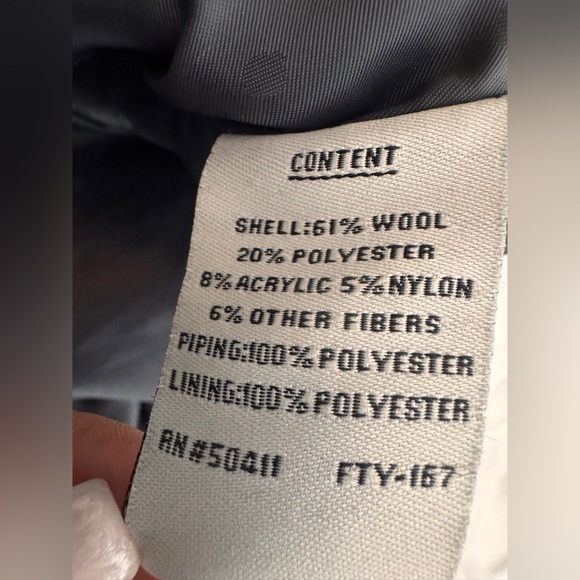 CONTENT
SHELL:61% WOOL
20% POLYESTER
8% ACRYLIC 5% NYLON
6% OTHER FIBERS
PIPING:100% POLYESTER
LINING:100% POLYESTER
RN#50411 FTY-167